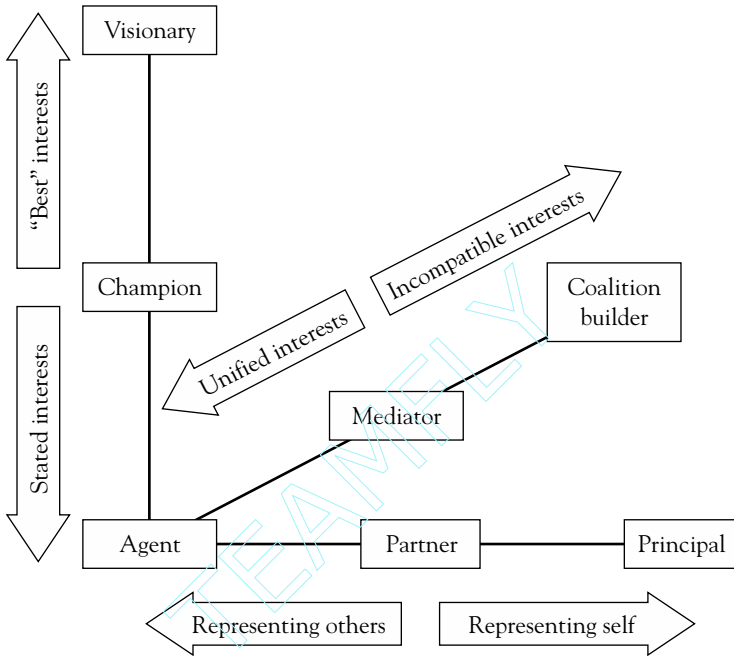 Visionary
“Best” interests
Incompatible interests
Champion
Coalition
builder
Unified interests
Stated interests
Mediator
Agent
Partner
Principal
Representing others
Representing self
TEAMFLY